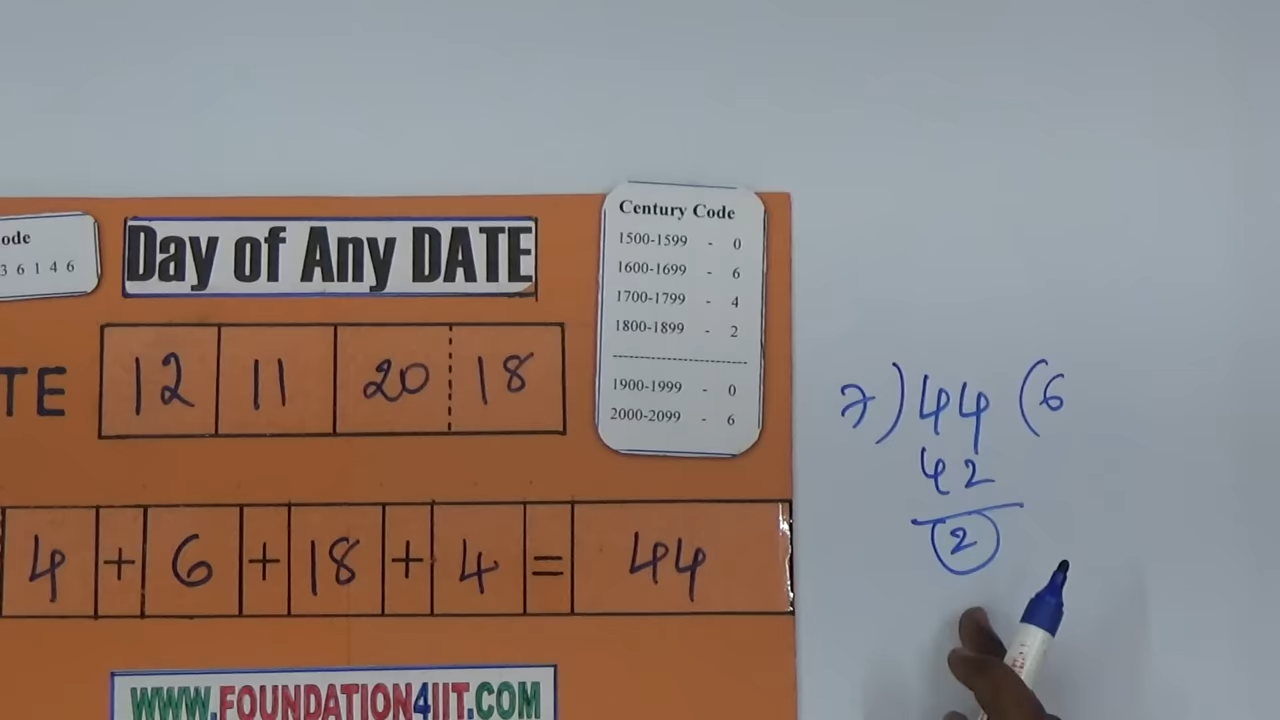 ode
3 6 1 4 6
Day of Any DATE
TE 12 11 20 18
Century Code
1500-1599 - 0
1600-1699 - 6
1700-1799 - 4
1800-1899 - 2
1900-1999 - 0
2000-2099 - 6
4 + 6 + 18 + 4 = 44
WWW.FOUNDATION4IIT.COM
7) 44 (6
42
2